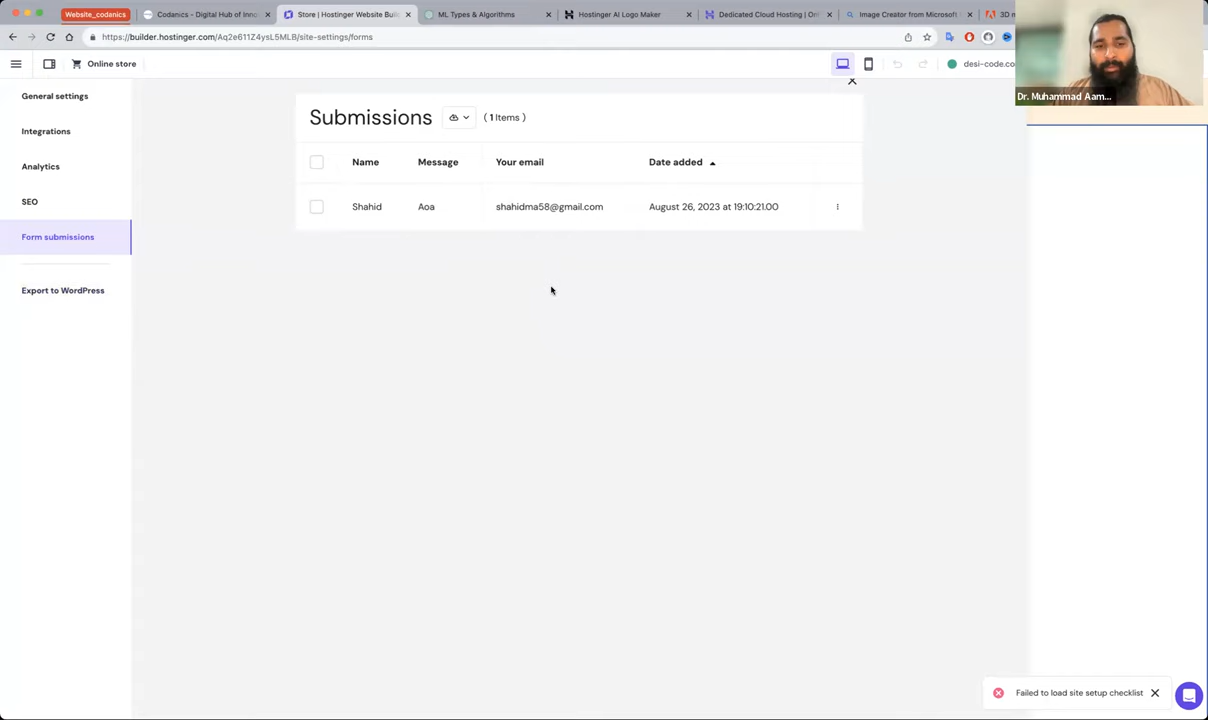 Website_codanics
Codanics - Digital Hub of Inno
Store | Hostinger Website Buil
ML Types & Algorithms
Hostinger AI Logo Maker
Dedicated Cloud Hosting | Om
Image Creator from Microsoft
3D m
https://builder.hostinger.com/Aq2e611Z4ysL5MLB/site-settings/forms
Online store
desi-code.co
Dr. Muhammad Aam...
General settings
Integrations
Analytics
SEO
Form submissions
Export to WordPress
Submissions
( 1 Items )
Name Message Your email Date added
Shahid Aoa shahidma58@gmail.com August 26, 2023 at 19:10:21.00
Failed to load site setup checklist